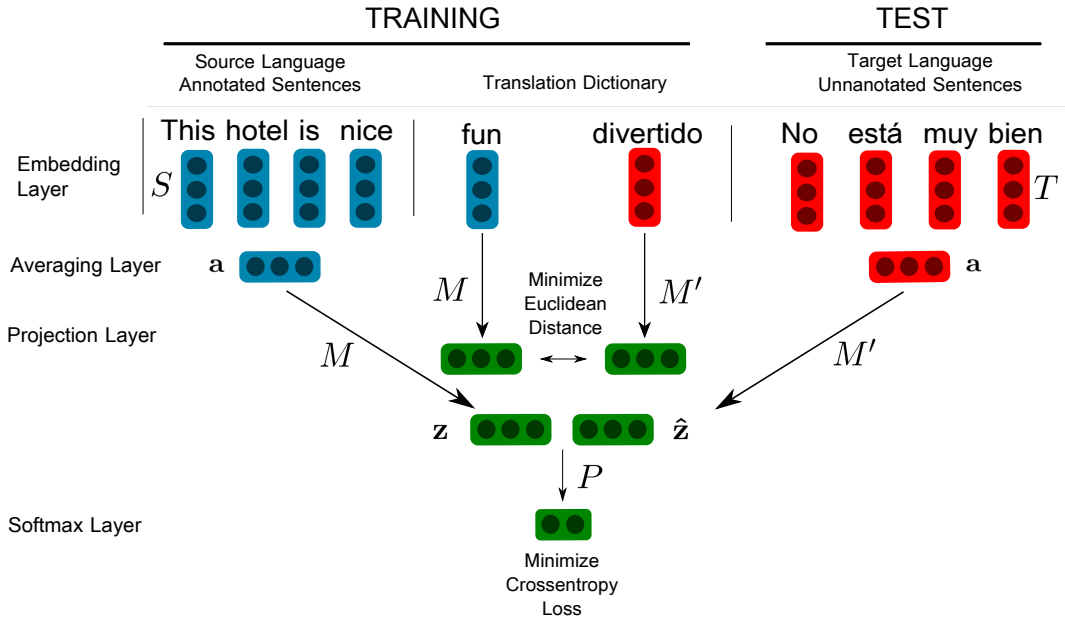 TRAINING
TEST
Source Language
Annotated Sentences
Translation Dictionary
Target Language
Unnanotated Sentences
This hotel is nice
fun
divertido
No está muy bien
Embedding
Layer
S
T
Averaging Layer
a
a
M
Minimize
Euclidean
Distance
M′
Projection Layer
M
M′
z
ẑ
P
Softmax Layer
Minimize
Crossentropy
Loss